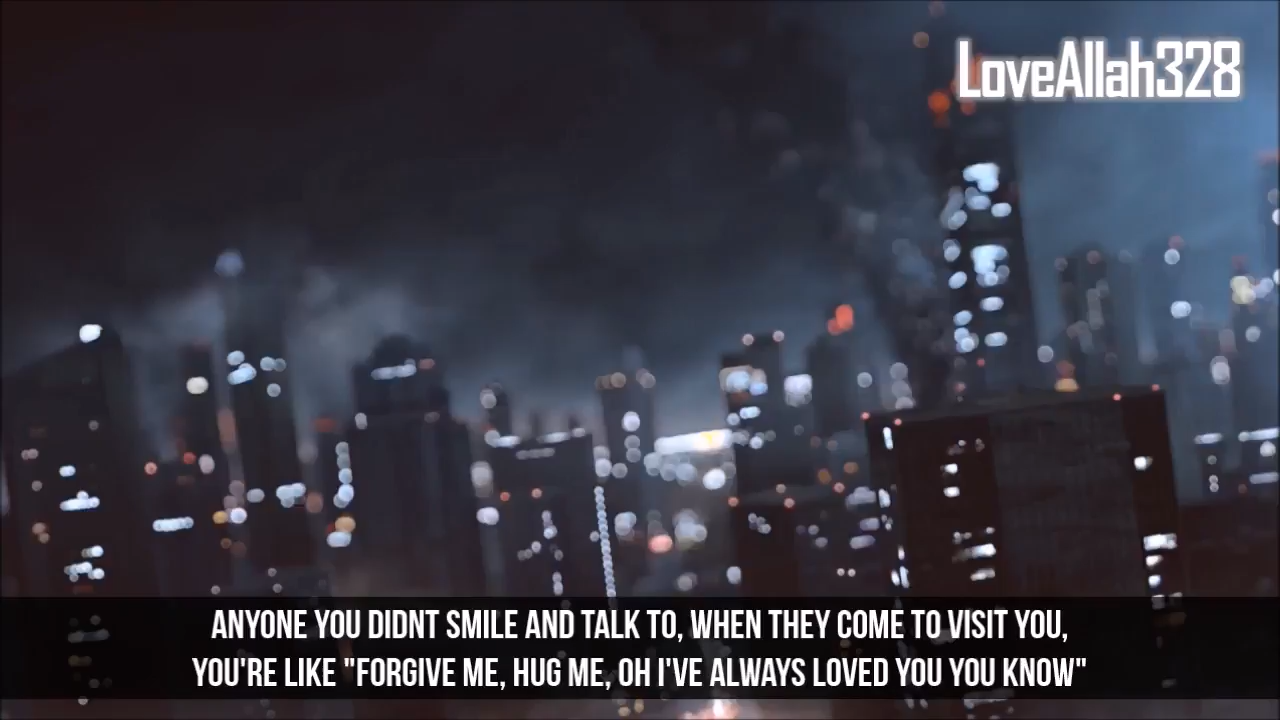 LoveAllah328
ANYONE YOU DIDNT SMILE AND TALK TO, WHEN THEY COME TO VISIT YOU,
YOU'RE LIKE "FORGIVE ME, HUG ME, OH I'VE ALWAYS LOVED YOU YOU KNOW"